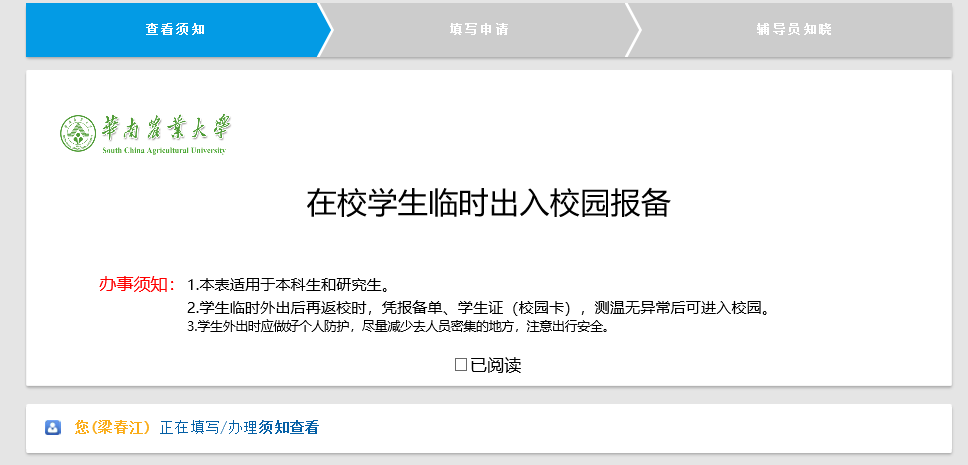 查看须知 填写申请 辅导员知晓
華南農業大學
South China Agricultural University
在校学生临时出入校园报备
办事须知： 1.本表适用于本科生和研究生。
2.学生临时外出后再返校时，凭报备单、学生证（校园卡），测温无异常后可进入校园。
3.学生外出时应做好个人防护，尽量减少去人员密集的地方，注意出行安全。
已阅读
您(梁春江) 正在填写/办理须知查看